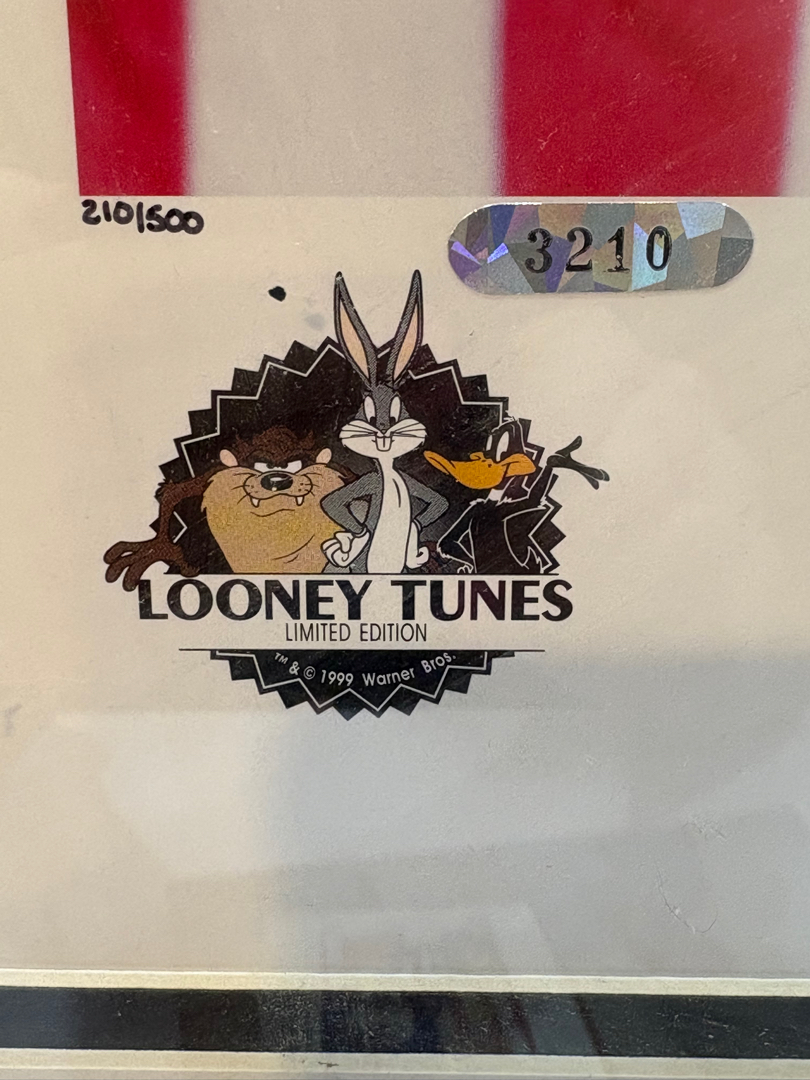 210/500
3210
LOONEY TUNES
LIMITED EDITION
™ & © 1999 Warner Bros.